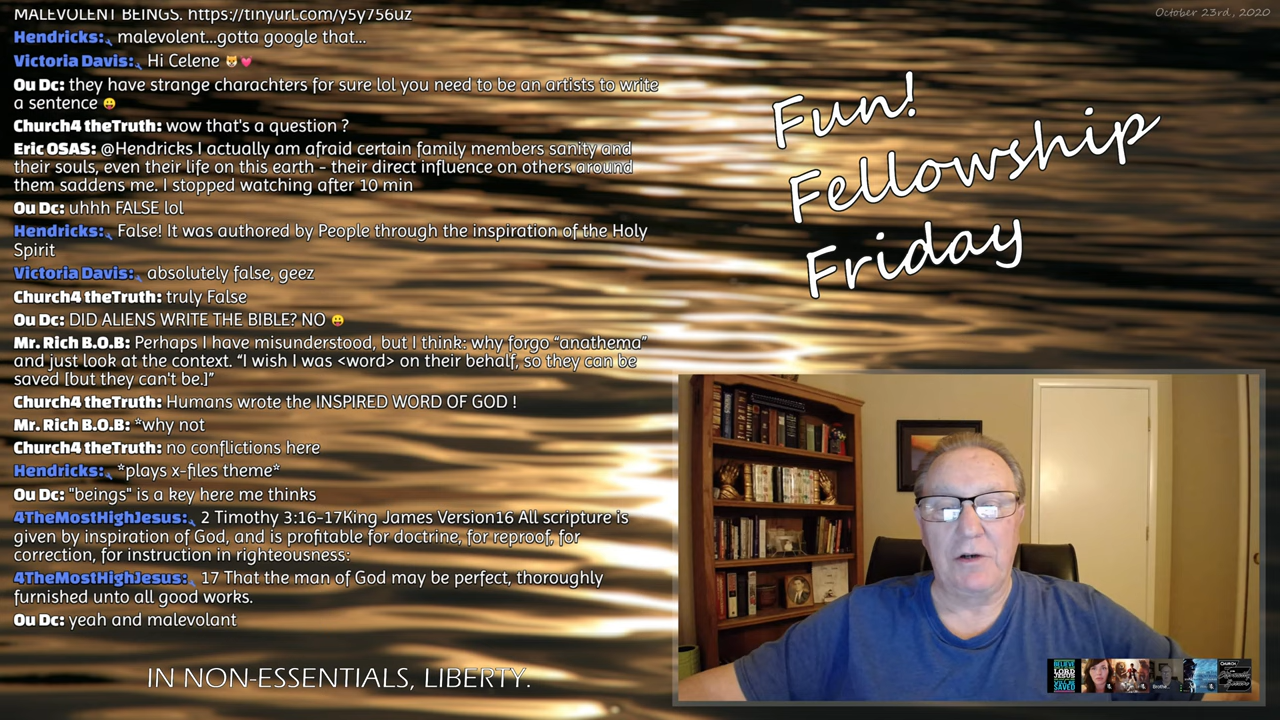 MALEVOLENT BEINGS. https://tinyurl.com/y5y756uz
Hendricks: malevolent...gotta google that...
Victoria Davis: Hi Celene 😺💓
Ou Dc: they have strange charachters for sure lol you need to be an artists to write
a sentence 😛
Church4 theTruth: wow that's a question ?
Eric OSAS: @Hendricks I actually am afraid certain family members sanity and
their souls, even their life on this earth - their direct influence on others around
them saddens me. I stopped watching after 10 min
Ou Dc: uhhh FALSE lol
Hendricks: False! It was authored by People through the inspiration of the Holy
Spirit
Victoria Davis: absolutely false, geez
Church4 theTruth: truly False
Ou Dc: DID ALIENS WRITE THE BIBLE? NO 😛
Mr. Rich B.O.B: Perhaps I have misunderstood, but I think: why forgo “anathema”
and just look at the context. “I wish I was <word> on their behalf, so they can be
saved [but they can't be.]”
Church4 theTruth: Humans wrote the INSPIRED WORD OF GOD !
Mr. Rich B.O.B: *why not
Church4 theTruth: no conflictions here
Hendricks: *plays x-files theme*
Ou Dc: "beings" is a key here me thinks
4TheMostHighJesus: 2 Timothy 3:16-17King James Version16 All scripture is
given by inspiration of God, and is profitable for doctrine, for reproof, for
correction, for instruction in righteousness:
4TheMostHighJesus: 17 That the man of God may be perfect, thoroughly
furnished unto all good works.
Ou Dc: yeah and malevolant
IN NON-ESSENTIALS, LIBERTY.
October 23rd, 2020
Fun!
Fellowship
Friday
BELIEVE
LORD
JESUS
SAVED
CHURCH